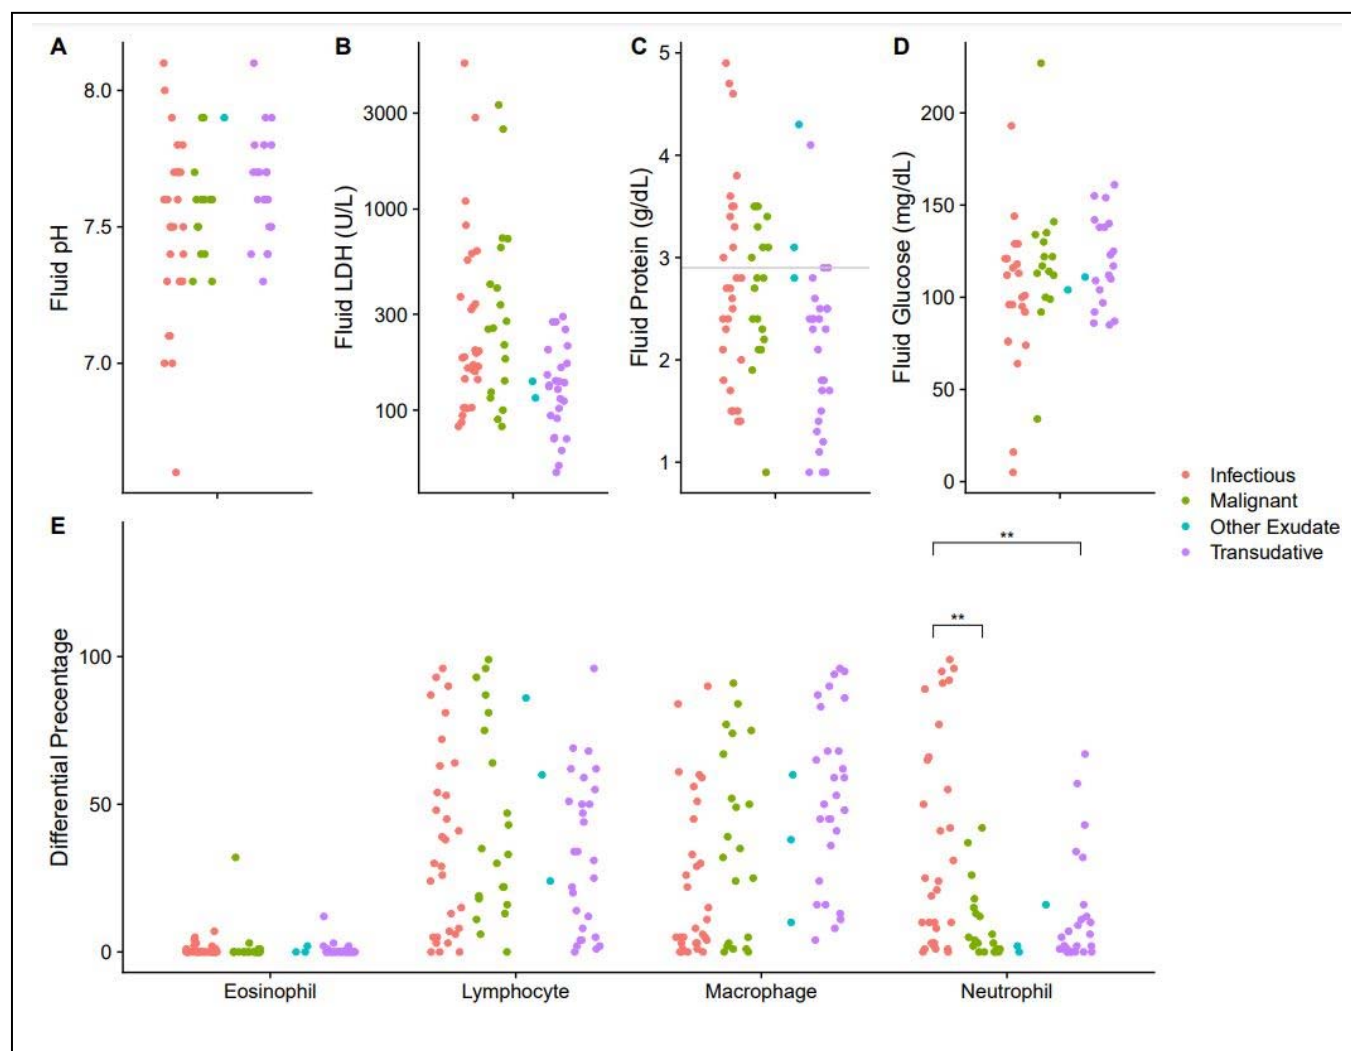 A
B
C
D
8.0
7.5
7.0
Fluid pH
3000
1000
300
100
Fluid LDH (U/L)
5
4
3
2
1
Fluid Protein (g/dL)
200
150
100
50
0
Fluid Glucose (mg/dL)
Infectious
Malignant
Other Exudate
Transudative
E
**
**
100
50
0
Differential Precentage
Eosinophil
Lymphocyte
Macrophage
Neutrophil